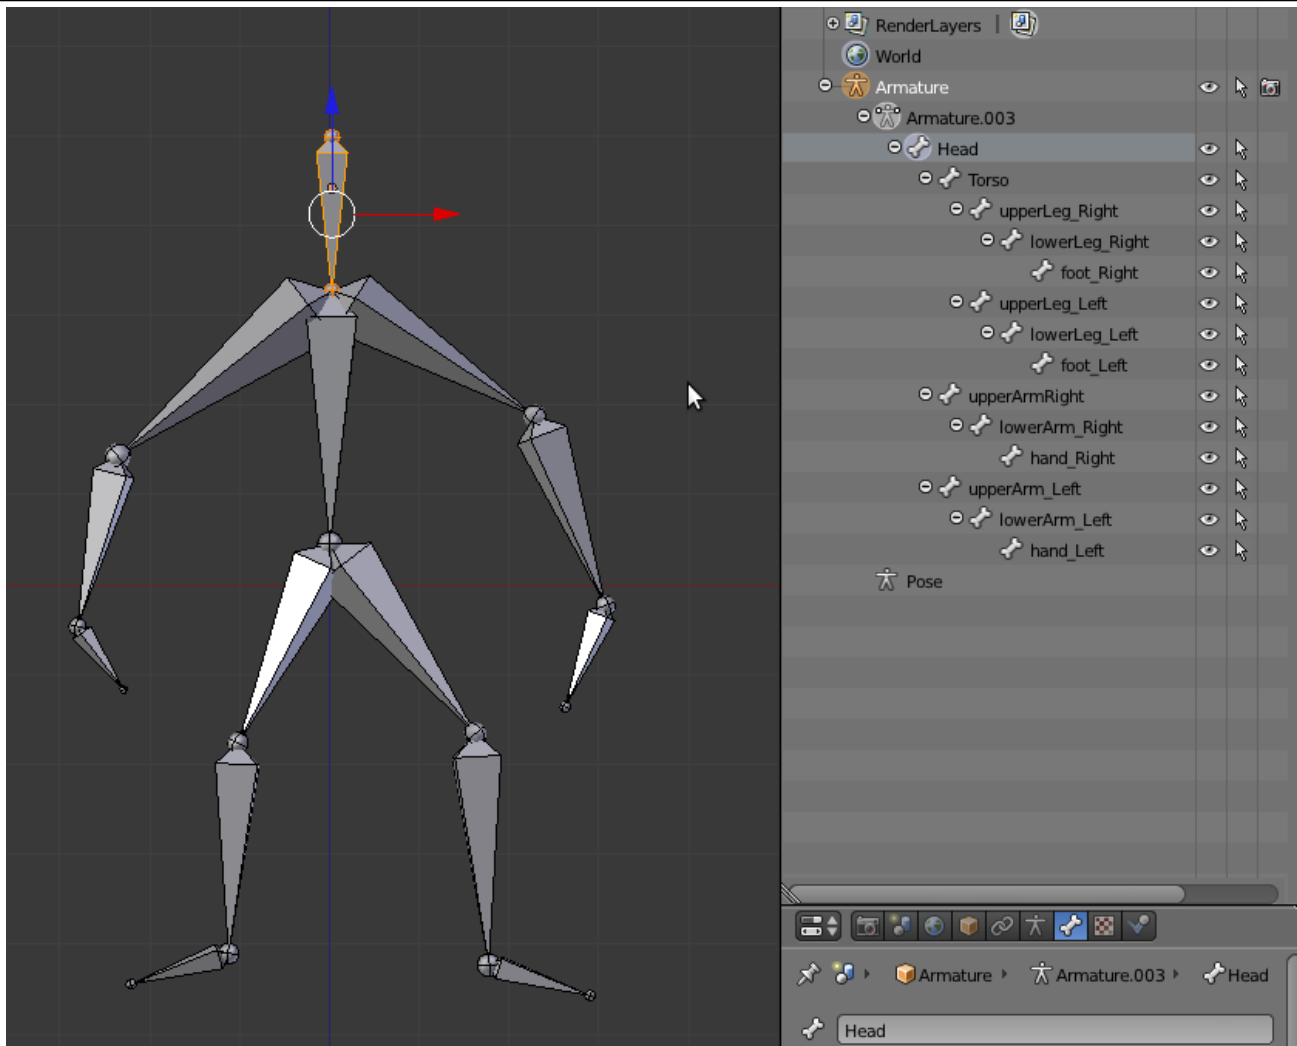 RenderLayers |
World
Armature
Armature.003
Head
Torso
upperLeg_Right
lowerLeg_Right
foot_Right
upperLeg_Left
lowerLeg_Left
foot_Left
upperArmRight
lowerArm_Right
hand_Right
upperArm_Left
lowerArm_Left
hand_Left
Pose
Armature Armature.003 Head
Head